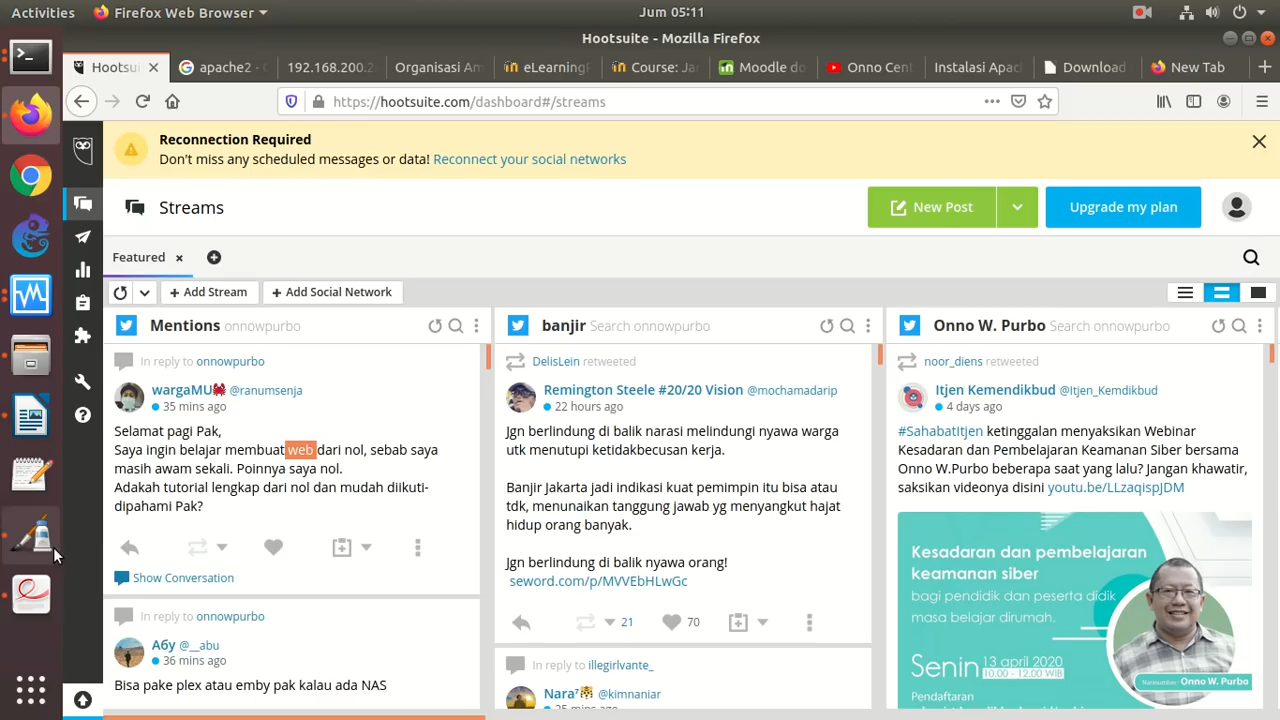 Activities
Firefox Web Browser
Jum 05:11
Hootsuite - Mozilla Firefox
Hootsui
apache2 -
192.168.200.2
Organisasi Am
eLearning
Course: Ja
Moodle do
Onno Cent
Instalasi Apac
Download
New Tab
https://hootsuite.com/dashboard#/streams
Reconnection Required
Don't miss any scheduled messages or data! Reconnect your social networks
Streams
New Post
Upgrade my plan
Featured
Add Stream
Add Social Network
Mentions onnowpurbo
In reply to onnowpurbo
wargaMU @ranumsenja
35 mins ago
Selamat pagi Pak,
Saya ingin belajar membuat web dari nol, sebab saya
masih awam sekali. Poinnya saya nol.
Adakah tutorial lengkap dari nol dan mudah diikuti-
dipahami Pak?
Show Conversation
In reply to onnowpurbo
Абу @__abu
36 mins ago
Bisa pake plex atau emby pak kalau ada NAS
banjir Search onnowpurbo
DelisLein retweeted
Remington Steele #20/20 Vision @mochamadarip
22 hours ago
Jgn berlindung di balik narasi melindungi nyawa warga
utk menutupi ketidakbecusan kerja.
Banjir Jakarta jadi indikasi kuat pemimpin itu bisa atau
tdk, menunaikan tanggung jawab yg menyangkut hajat
hidup orang banyak.
Jgn berlindung di balik nyawa orang!
seword.com/p/MVVEbHLwGc
21
70
In reply to illegirlvante_
Nara⁷ @kimnaniar
25 mins ago
Onno W. Purbo Search onnowpurbo
noor_diens retweeted
Itjen Kemendikbud @Itjen_Kemdikbud
4 days ago
#SahabatItjen ketinggalan menyaksikan Webinar
Kesadaran dan Pembelajaran Keamanan Siber bersama
Onno W.Purbo beberapa saat yang lalu? Jangan khawatir,
saksikan videonya disini youtu.be/LLzaqispJDM
Kesadaran dan pembelajaran
keamanan siber
bagi pendidik dan peserta didik
masa belajar dirumah.
Senin 13 april 2020
10.00 - 12.00 WIB
Narasumber: Onno W. Purbo
Pendaftaran